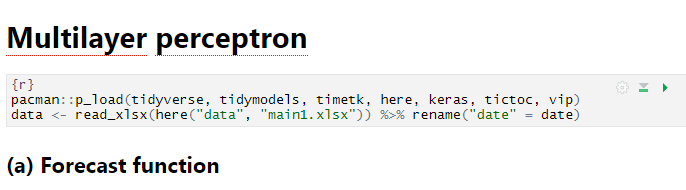 Multilayer perceptron
{r}
pacman::p_load(tidyverse, tidymodels, timetk, here, keras, tictoc, vip)
data <- read_xlsx(here("data", "main1.xlsx")) %>% rename("date" = date)
(a) Forecast function